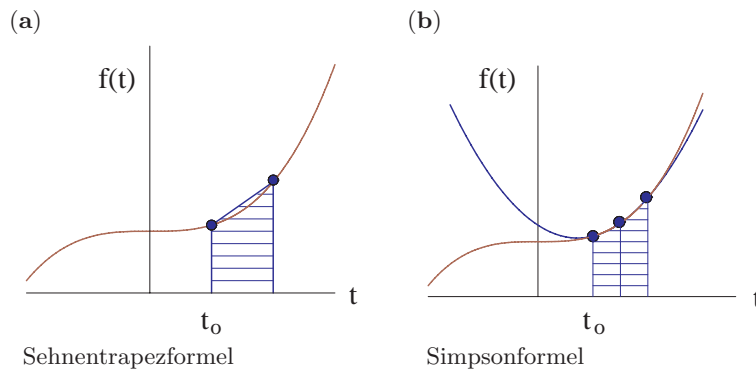 (a)
f(t)
t
t₀
Sehnentrapezformel
(b)
f(t)
t
t₀
Simpsonformel